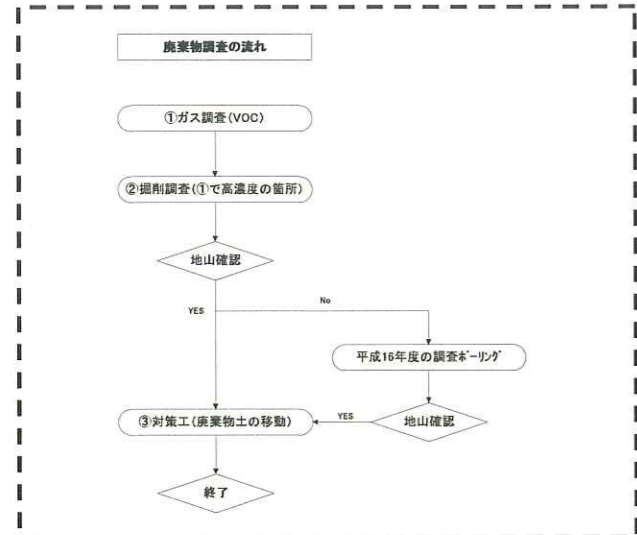 廃棄物調査の流れ
①ガス調査(VOC)
②掘削調査(①で高濃度の箇所)
地山確認
YES
No
平成16年度の調査ボーリング
③対策工(廃棄物土の移動)
YES
地山確認
終了